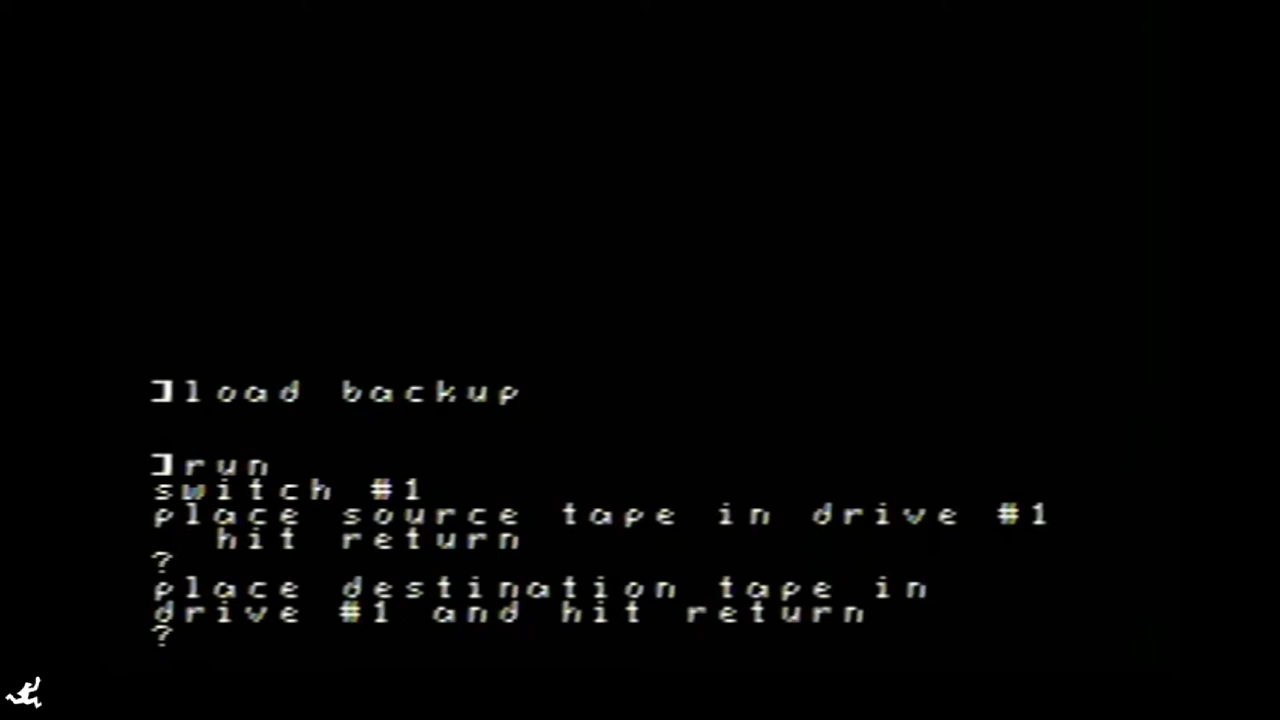 ]load backup
]run
switch #1
place source tape in drive #1
hit return
?
place destination tape in
drive #1 and hit return
?